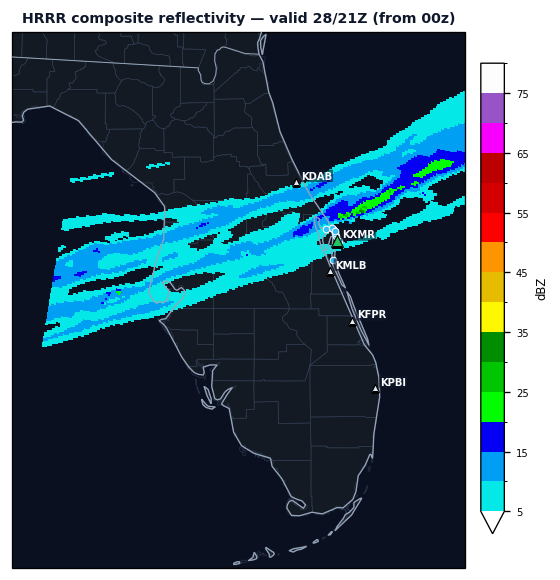 HRRR composite reflectivity — valid 28/21Z (from 00z)
KDAB
KXMR
KMLB
KFPR
KPBI
75
65
55
45
35
25
15
5
dBZ